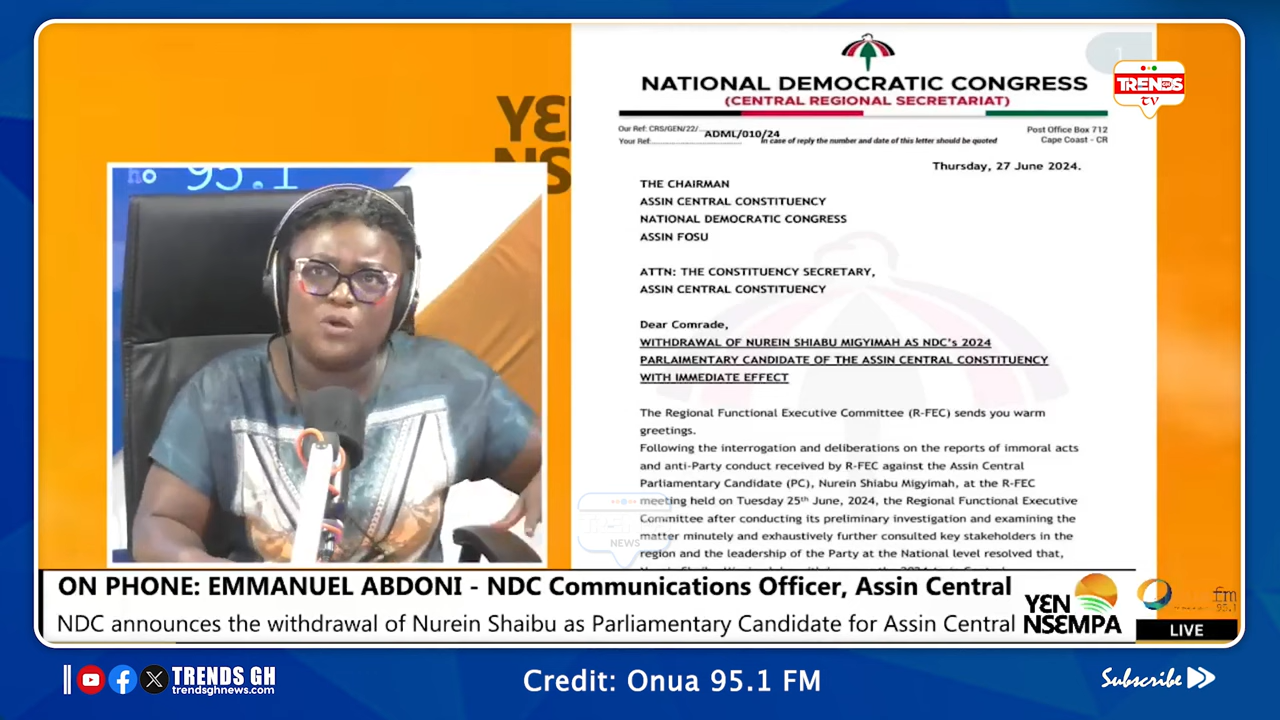 YƐN
NS
95.1
1
TRENDS
tv
NATIONAL DEMOCRATIC CONGRESS
(CENTRAL REGIONAL SECRETARIAT)
Our Ref: CRS/GEN/22/ ADML/010/24
Your Ref: In case of reply the number and date of this letter should be quoted
Post Office Box 712
Cape Coast - CR
Thursday, 27 June 2024.
THE CHAIRMAN
ASSIN CENTRAL CONSTITUENCY
NATIONAL DEMOCRATIC CONGRESS
ASSIN FOSU
ATTN: THE CONSTITUENCY SECRETARY,
ASSIN CENTRAL CONSTITUENCY
Dear Comrade,
WITHDRAWAL OF NUREIN SHIABU MIGYIMAH AS NDC's 2024
PARLAIMENTARY CANDIDATE OF THE ASSIN CENTRAL CONSTITUENCY
WITH IMMEDIATE EFFECT
The Regional Functional Executive Committee (R-FEC) sends you warm
greetings.
Following the interrogation and deliberations on the reports of immoral acts
and anti-Party conduct received by R-FEC against the Assin Central
Parliamentary Candidate (PC), Nurein Shiabu Migyimah, at the R-FEC
meeting held on Tuesday 25th June, 2024, the Regional Functional Executive
Committee after conducting its preliminary investigation and examining the
matter minutely and exhaustively further consulted key stakeholders in the
region and the leadership of the Party at the National level resolved that,
NEWS
ON PHONE: EMMANUEL ABDONI - NDC Communications Officer, Assin Central
NDC announces the withdrawal of Nurein Shaibu as Parliamentary Candidate for Assin Central
YƐN
NSƐMPA
fm
95.1
LIVE
TRENDS GH
trendsghnews.com
Credit: Onua 95.1 FM
Subscribe